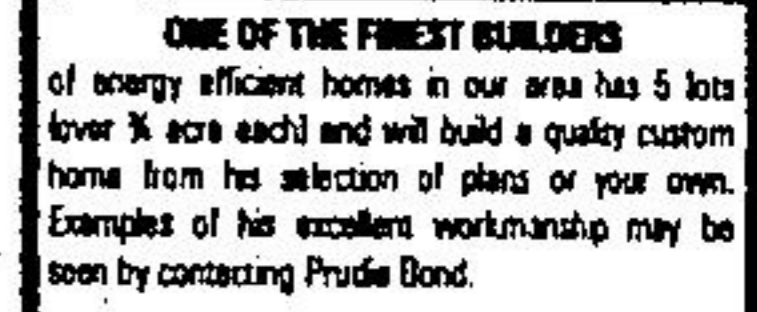 ONE OF THE FINEST BUILDERS
of energy efficient homes in our area has 5 lots
(over ¾ acre each) and will build a quality custom
home from his selection of plans or your own.
Examples of his excellent workmanship may be
seen by contacting Prudie Bond.